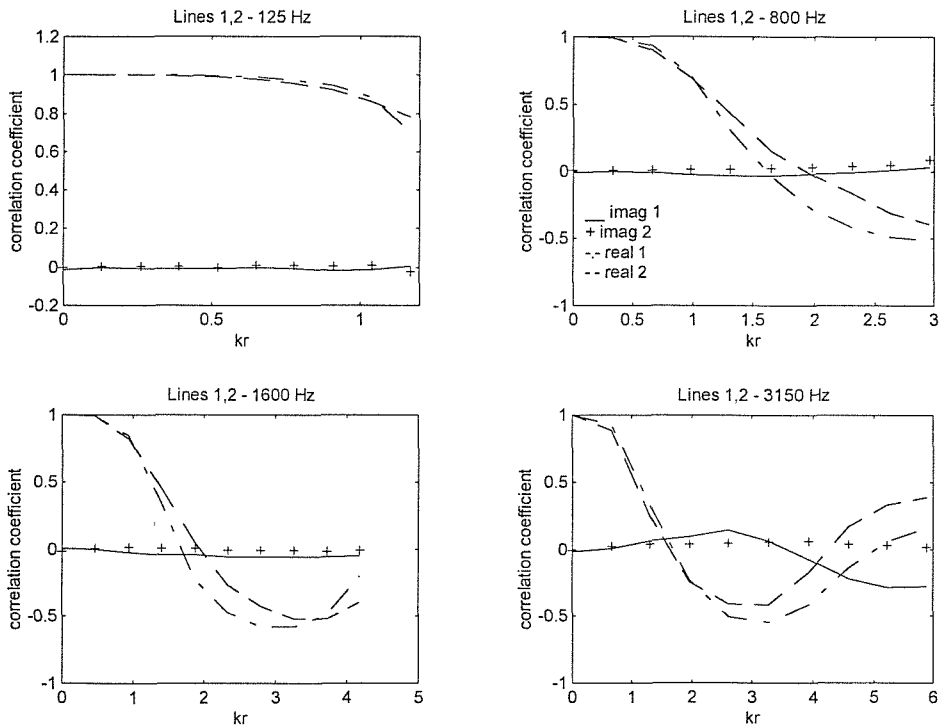 Lines 1,2 - 125 Hz
1.2
1
0.8
0.6
0.4
0.2
0
-0.2
0
0.5
1
correlation coefficient
kr
Lines 1,2 - 800 Hz
1
0.5
0
-0.5
-1
0
0.5
1
1.5
2
2.5
3
correlation coefficient
kr
imag 1
+ imag 2
real 1
real 2
Lines 1,2 - 1600 Hz
1
0.5
0
-0.5
-1
0
1
2
3
4
5
correlation coefficient
kr
Lines 1,2 - 3150 Hz
1
0.5
0
-0.5
-1
0
1
2
3
4
5
6
correlation coefficient
kr